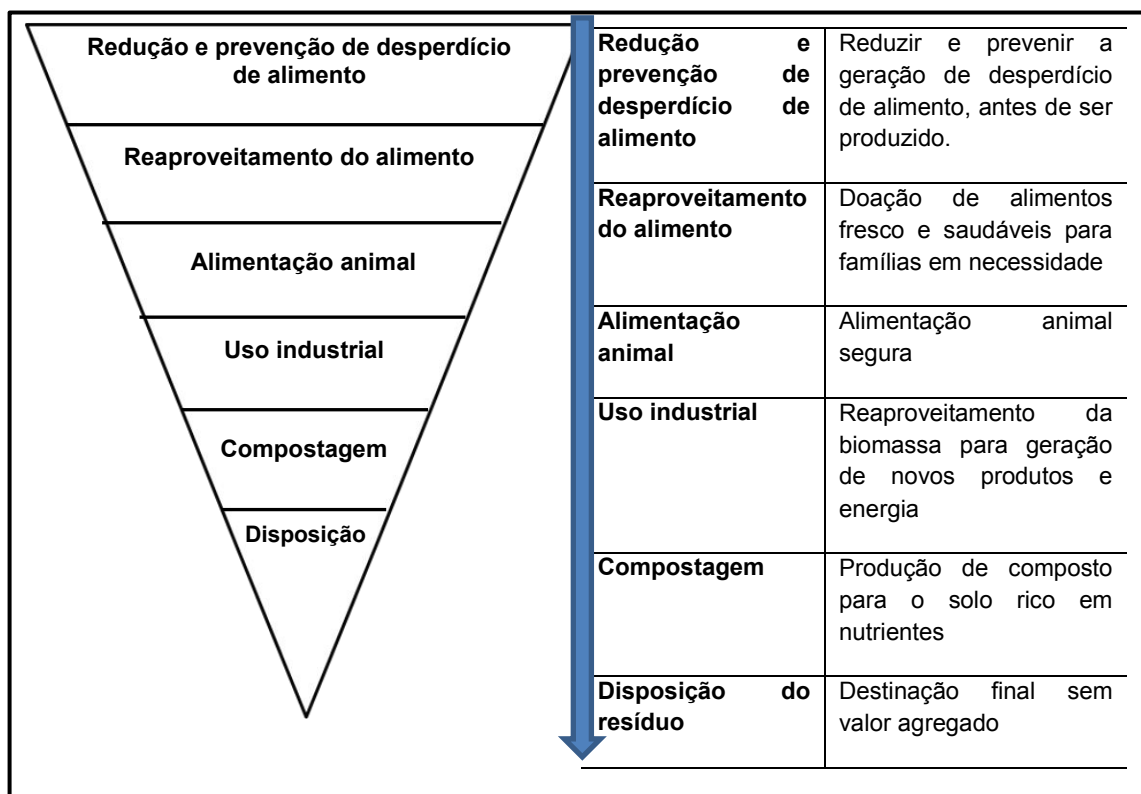 Redução e prevenção de desperdício
de alimento
Reaproveitamento do alimento
Alimentação animal
Uso industrial
Compostagem
Disposição
Redução e
prevenção de
desperdício de
alimento
Reduzir e prevenir a
geração de desperdício
de alimento, antes de ser
produzido.
Reaproveitamento
do alimento
Doação de alimentos
fresco e saudáveis para
famílias em necessidade
Alimentação
animal
Alimentação animal
segura
Uso industrial
Reaproveitamento da
biomassa para geração
de novos produtos e
energia
Compostagem
Produção de composto
para o solo rico em
nutrientes
Disposição do
resíduo
Destinação final sem
valor agregado